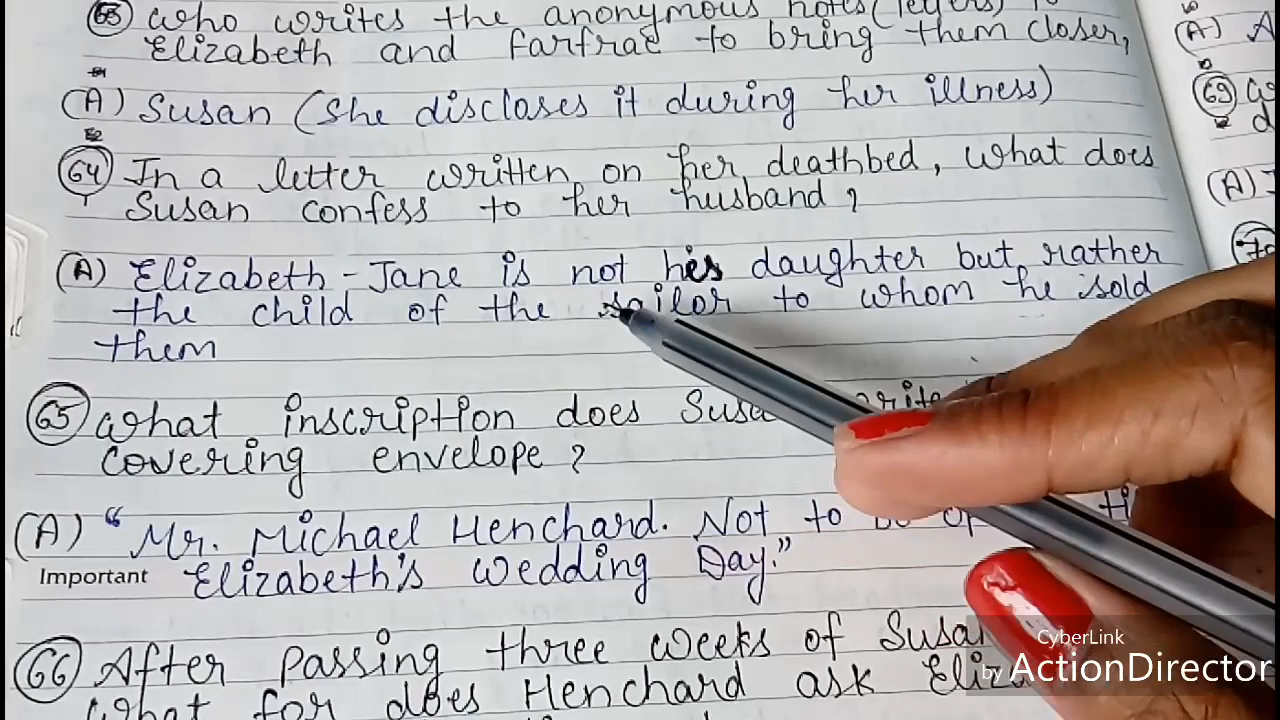 63 Who writes the anonymous notes (letters) to
Elizabeth and Farfrae to bring them closer,
(A) Susan (She discloses it during her illness)
64 In a letter written on her deathbed, what does
Susan confess to her husband?
(A) Elizabeth-Jane is not his daughter but rather
the child of the sailor to whom he sold
them
65 What inscription does
covering envelope?
(A) "Mr. Michael Henchard. Not to
Important Elizabeth's Wedding Day."
66 After passing three weeks of
What for does Henchard ask
(A)
69
(A)
70
CyberLink
by ActionDirector